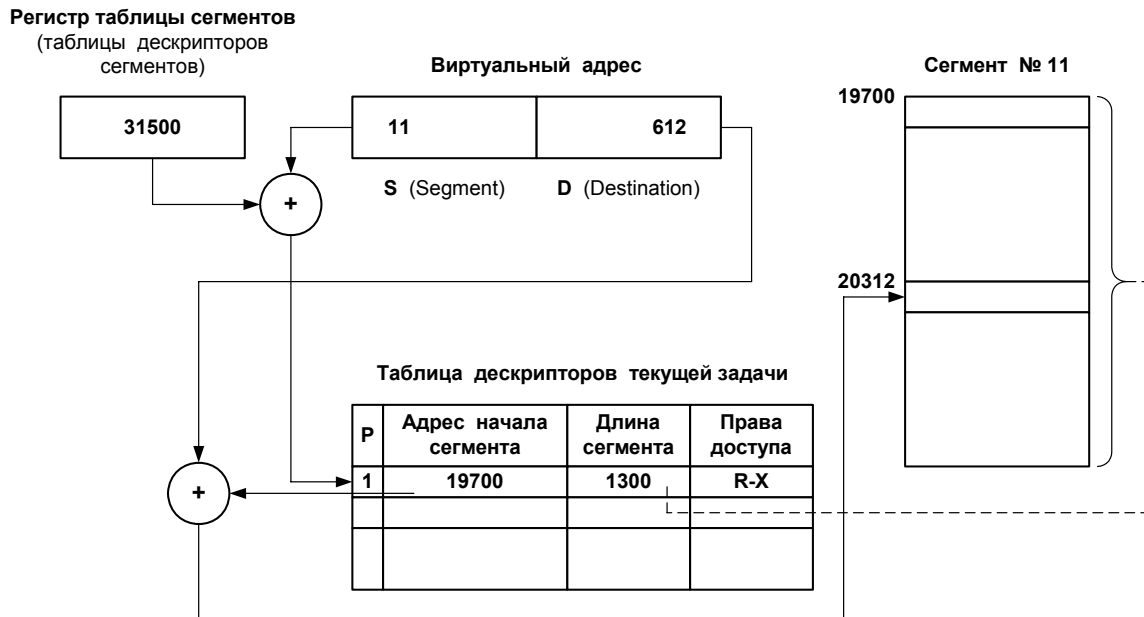 Регистр таблицы сегментов
(таблицы дескрипторов
сегментов)
31500
Виртуальный адрес
11 612
S (Segment) D (Destination)
+
Сегмент № 11
19700
20312
Таблица дескрипторов текущей задачи
P
Адрес начала
сегмента
Длина
сегмента
Права
доступа
1 19700 1300 R-X
+